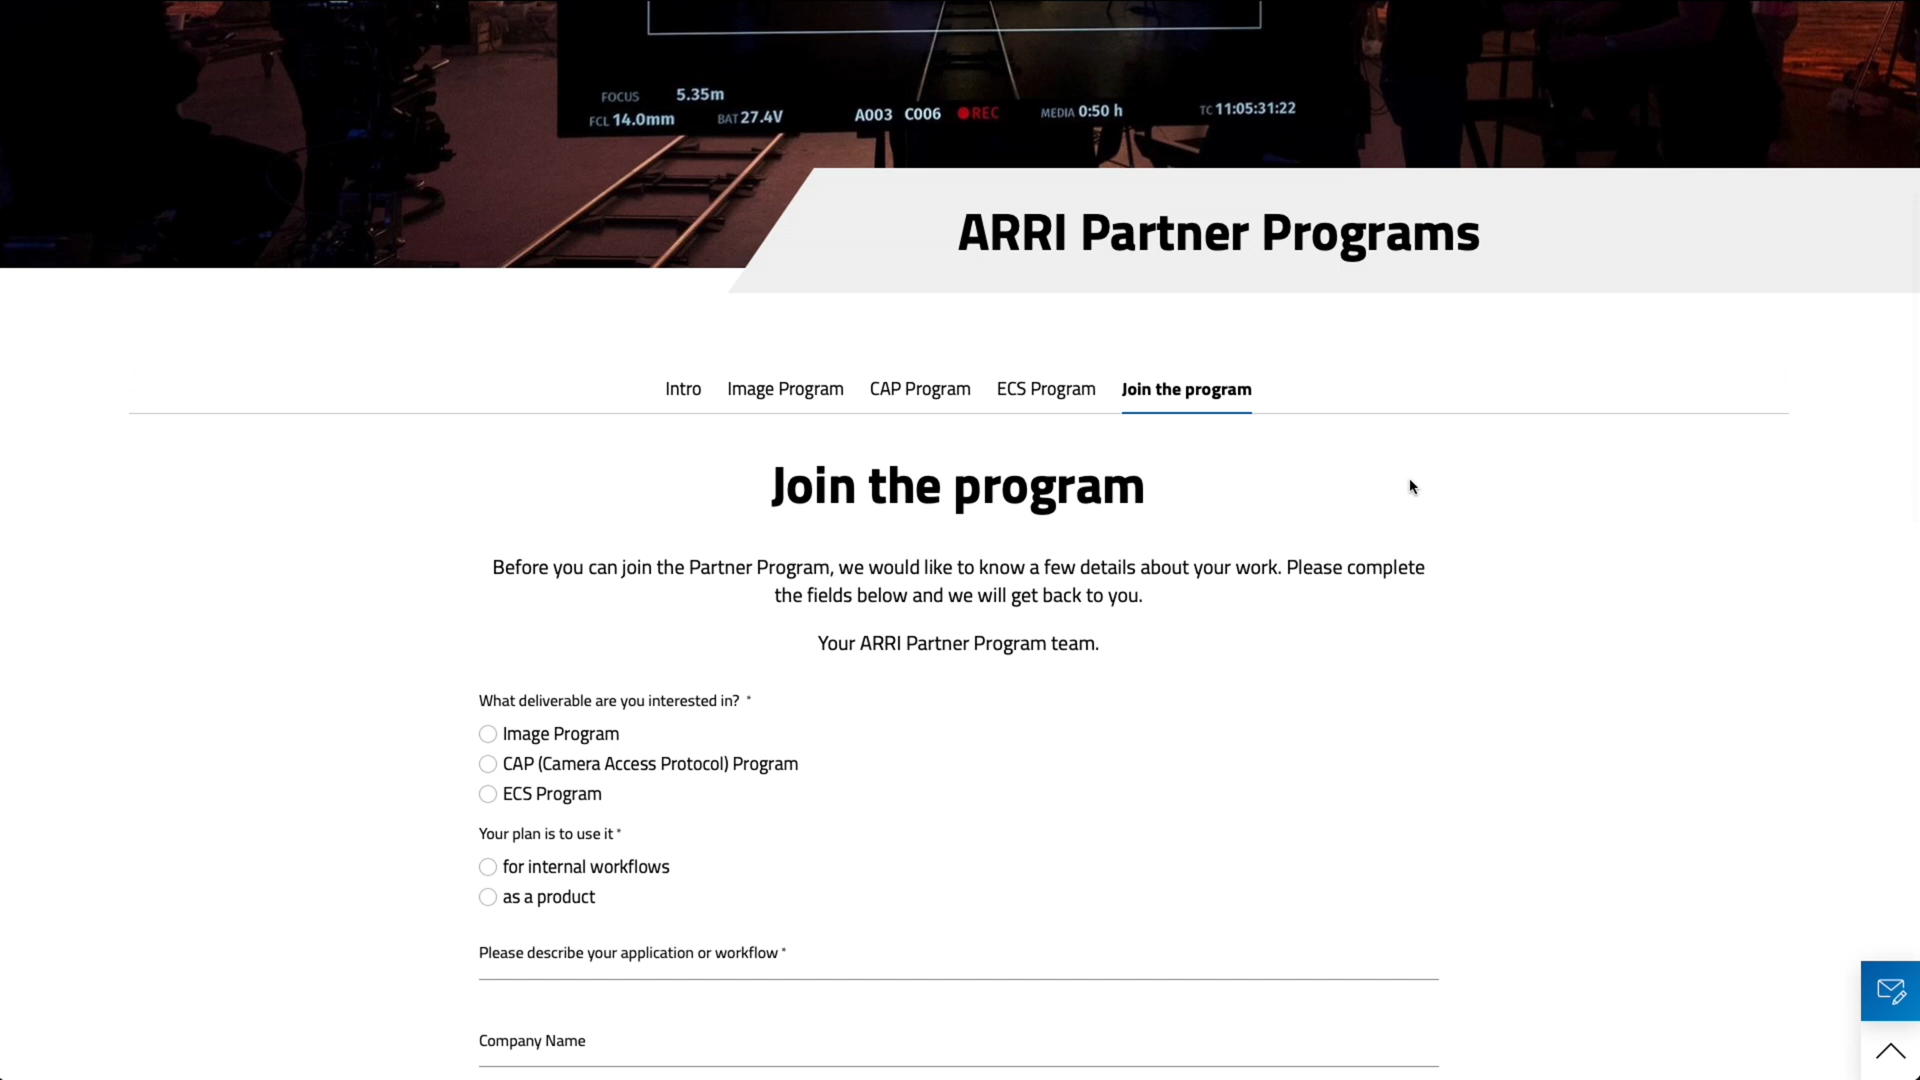 FOCUS 5.35m
FCL 14.0mm BAT 27.4V A003 C006 REC MEDIA 0:50 h TC 11:05:31:22
ARRI Partner Programs
Intro Image Program CAP Program ECS Program Join the program
Join the program
Before you can join the Partner Program, we would like to know a few details about your work. Please complete
the fields below and we will get back to you.
Your ARRI Partner Program team.
What deliverable are you interested in? *
Image Program
CAP (Camera Access Protocol) Program
ECS Program
Your plan is to use it *
for internal workflows
as a product
Please describe your application or workflow *
Company Name